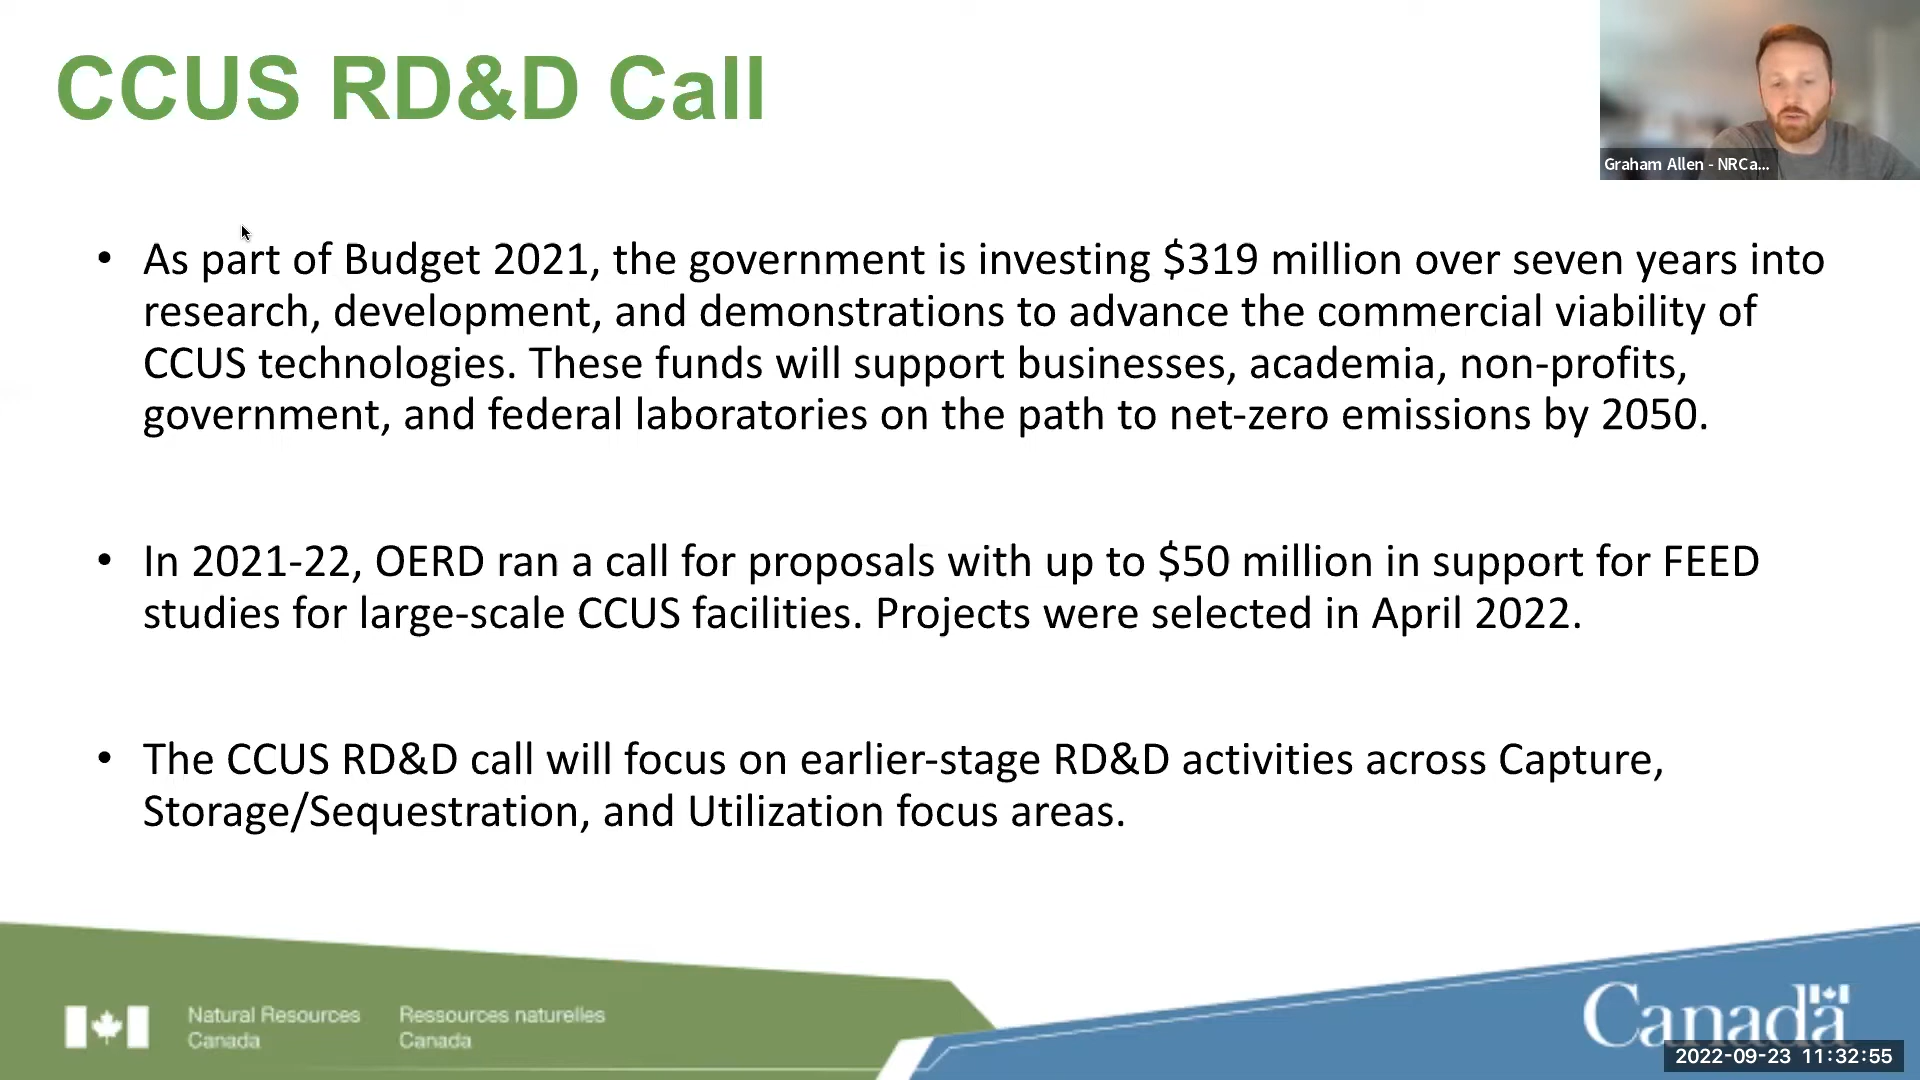 CCUS RD&D Call
Graham Allen - NRCa...
• As part of Budget 2021, the government is investing $319 million over seven years into
research, development, and demonstrations to advance the commercial viability of
CCUS technologies. These funds will support businesses, academia, non-profits,
government, and federal laboratories on the path to net-zero emissions by 2050.
• In 2021-22, OERD ran a call for proposals with up to $50 million in support for FEED
studies for large-scale CCUS facilities. Projects were selected in April 2022.
• The CCUS RD&D call will focus on earlier-stage RD&D activities across Capture,
Storage/Sequestration, and Utilization focus areas.
Natural Resources
Canada
Ressources naturelles
Canada
Canada
2022-09-23 11:32:55